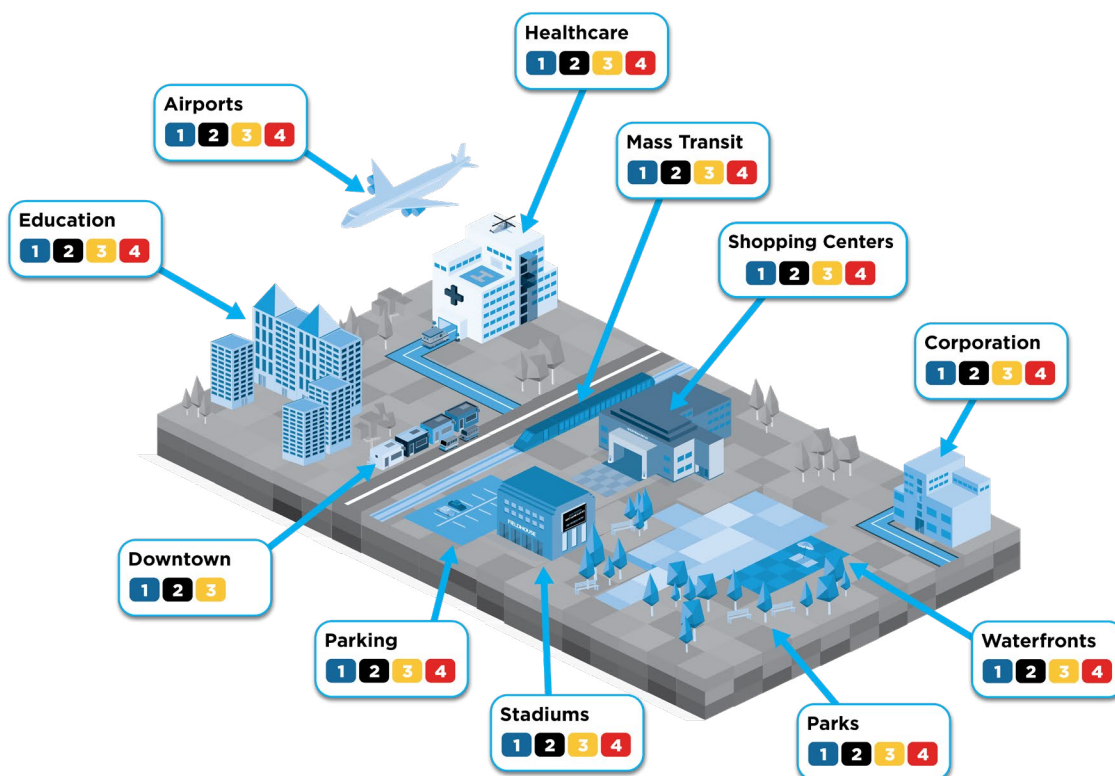 Healthcare
1 2 3 4
Airports
1 2 3 4
Mass Transit
1 2 3 4
Education
1 2 3 4
Shopping Centers
1 2 3 4
Corporation
1 2 3 4
H
FIELDHOUSE
Downtown
1 2 3
Parking
1 2 3 4
Waterfronts
1 2 3 4
Stadiums
1 2 3 4
Parks
1 2 3 4